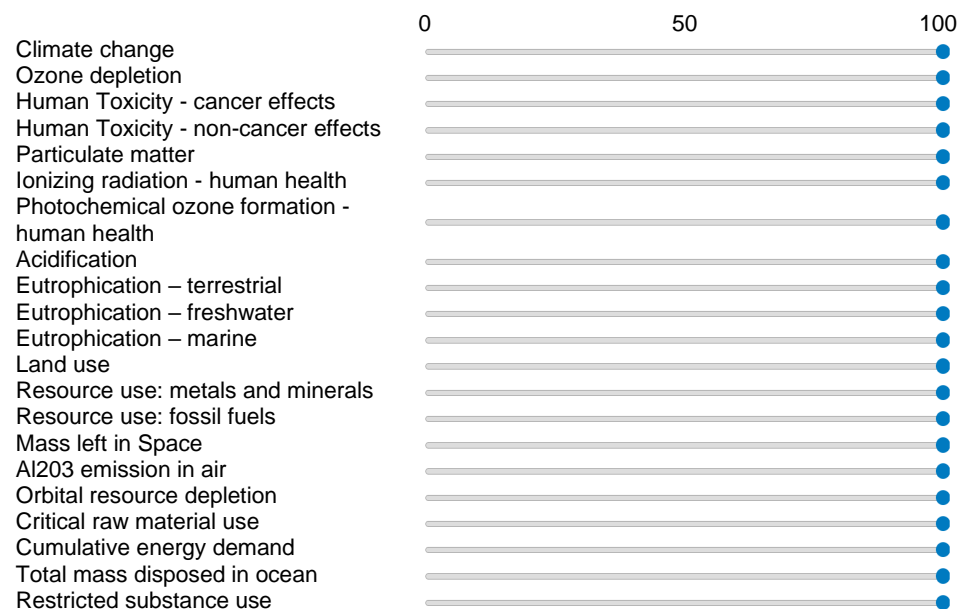 0 50 100
Climate change
Ozone depletion
Human Toxicity - cancer effects
Human Toxicity - non-cancer effects
Particulate matter
Ionizing radiation - human health
Photochemical ozone formation -
human health
Acidification
Eutrophication – terrestrial
Eutrophication – freshwater
Eutrophication – marine
Land use
Resource use: metals and minerals
Resource use: fossil fuels
Mass left in Space
Al203 emission in air
Orbital resource depletion
Critical raw material use
Cumulative energy demand
Total mass disposed in ocean
Restricted substance use